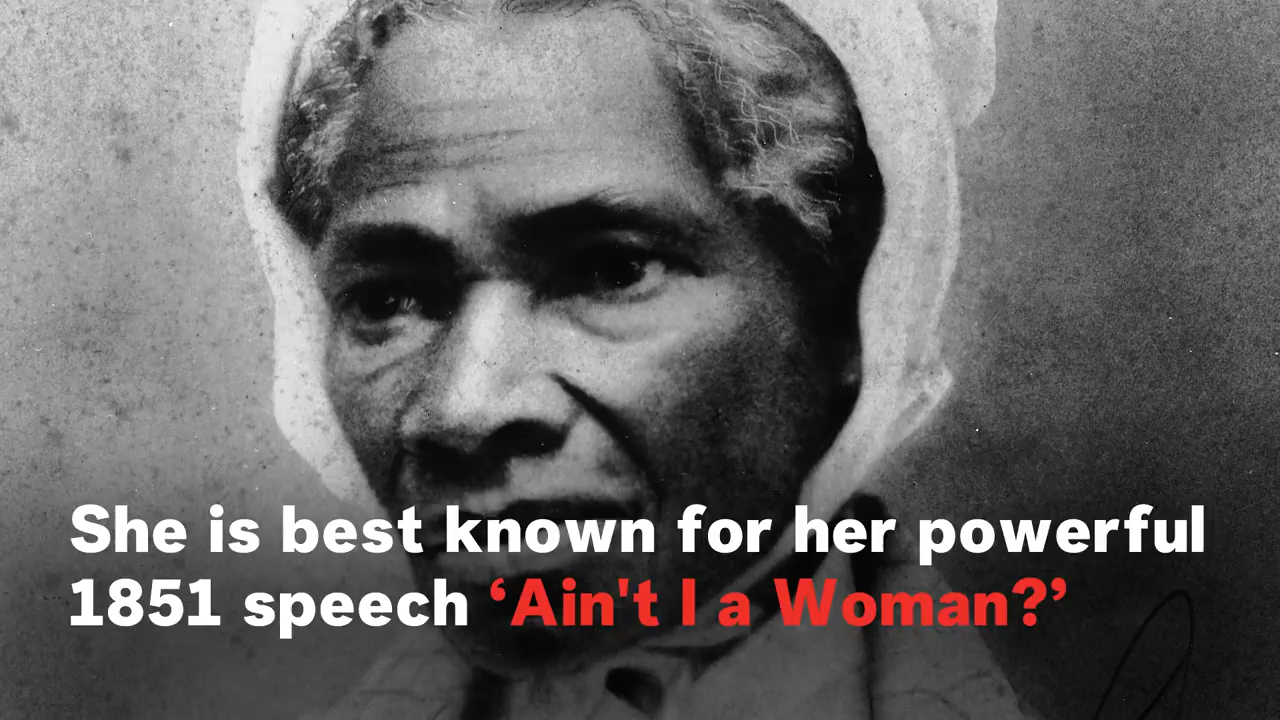 She is best known for her powerful
1851 speech ‘Ain't I a Woman?’